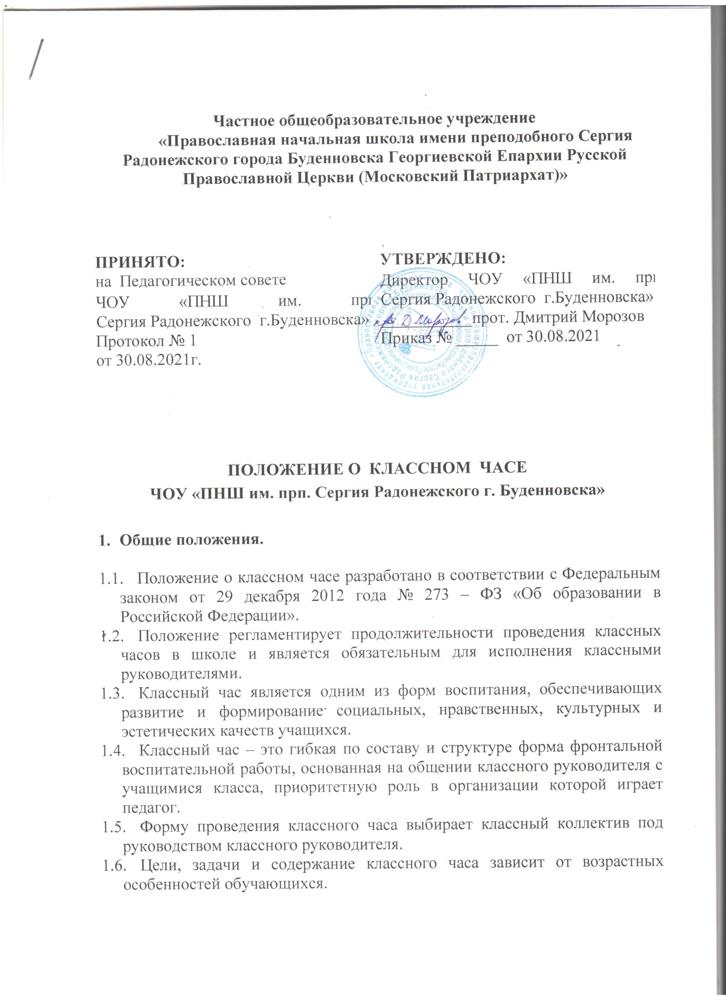 Частное общеобразовательное учреждение
«Православная начальная школа имени преподобного Сергия
Радонежского города Буденновска Георгиевской Епархии Русской
Православной Церкви (Московский Патриархат)»
ПРИНЯТО:
на Педагогическом совете
ЧОУ «ПНШ им. пр
Сергия Радонежского г.Буденновска»
Протокол № 1
от 30.08.2021г.
УТВЕРЖДЕНО:
Директор ЧОУ «ПНШ им. пр
Сергия Радонежского г.Буденновска»
прот. Д Морозов прот. Дмитрий Морозов
Приказ № _____ от 30.08.2021
ПОЛОЖЕНИЕ О КЛАССНОМ ЧАСЕ
ЧОУ «ПНШ им. прп. Сергия Радонежского г. Буденновска»
1. Общие положения.
1.1. Положение о классном часе разработано в соответствии с Федеральным
законом от 29 декабря 2012 года № 273 – ФЗ «Об образовании в
Российской Федерации».
1.2. Положение регламентирует продолжительности проведения классных
часов в школе и является обязательным для исполнения классными
руководителями.
1.3. Классный час является одним из форм воспитания, обеспечивающих
развитие и формирование социальных, нравственных, культурных и
эстетических качеств учащихся.
1.4. Классный час – это гибкая по составу и структуре форма фронтальной
воспитательной работы, основанная на общении классного руководителя с
учащимися класса, приоритетную роль в организации которой играет
педагог.
1.5. Форму проведения классного часа выбирает классный коллектив под
руководством классного руководителя.
1.6. Цели, задачи и содержание классного часа зависит от возрастных
особенностей обучающихся.